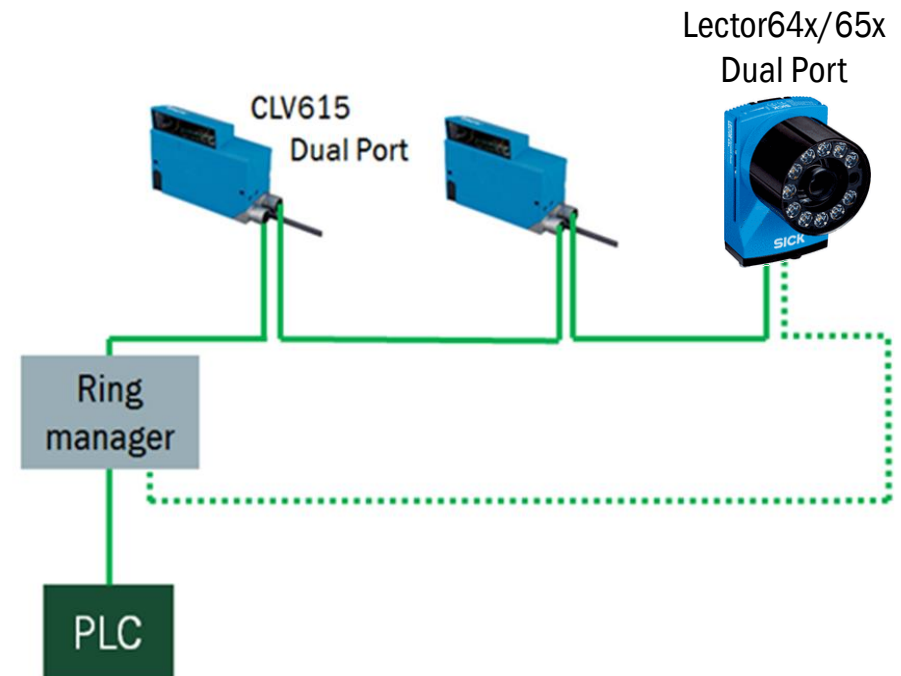 Lector64x/65x
Dual Port
CLV615
Dual Port
SICK
Ring
manager
PLC